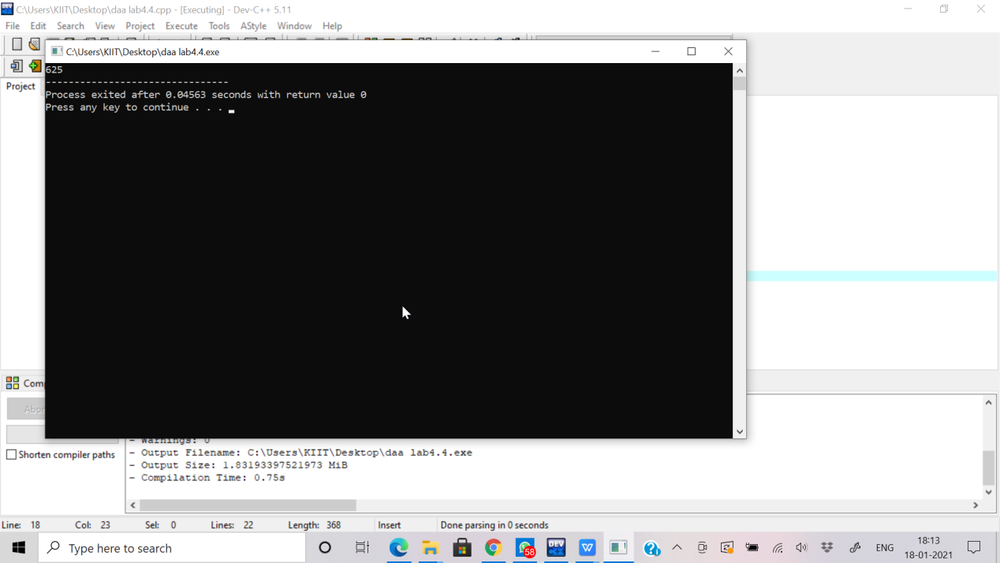 C:\Users\KIIT\Desktop\daa lab4.4.cpp - [Executing] - Dev-C++ 5.11
File Edit Search View Project Execute Tools AStyle Window Help
C:\Users\KIIT\Desktop\daa lab4.4.exe
Project
625
--------------------------------
Process exited after 0.04563 seconds with return value 0
Press any key to continue . . .
- Warnings: 0
Shorten compiler paths
- Output Filename: C:\Users\KIIT\Desktop\daa lab4.4.exe
- Output Size: 1.83193397521973 MiB
- Compilation Time: 0.75s
Line: 18 Col: 23 Sel: 0 Lines: 22 Length: 368 Insert Done parsing in 0 seconds
Type here to search
58
DEV
W
ENG
18:13
18-01-2021